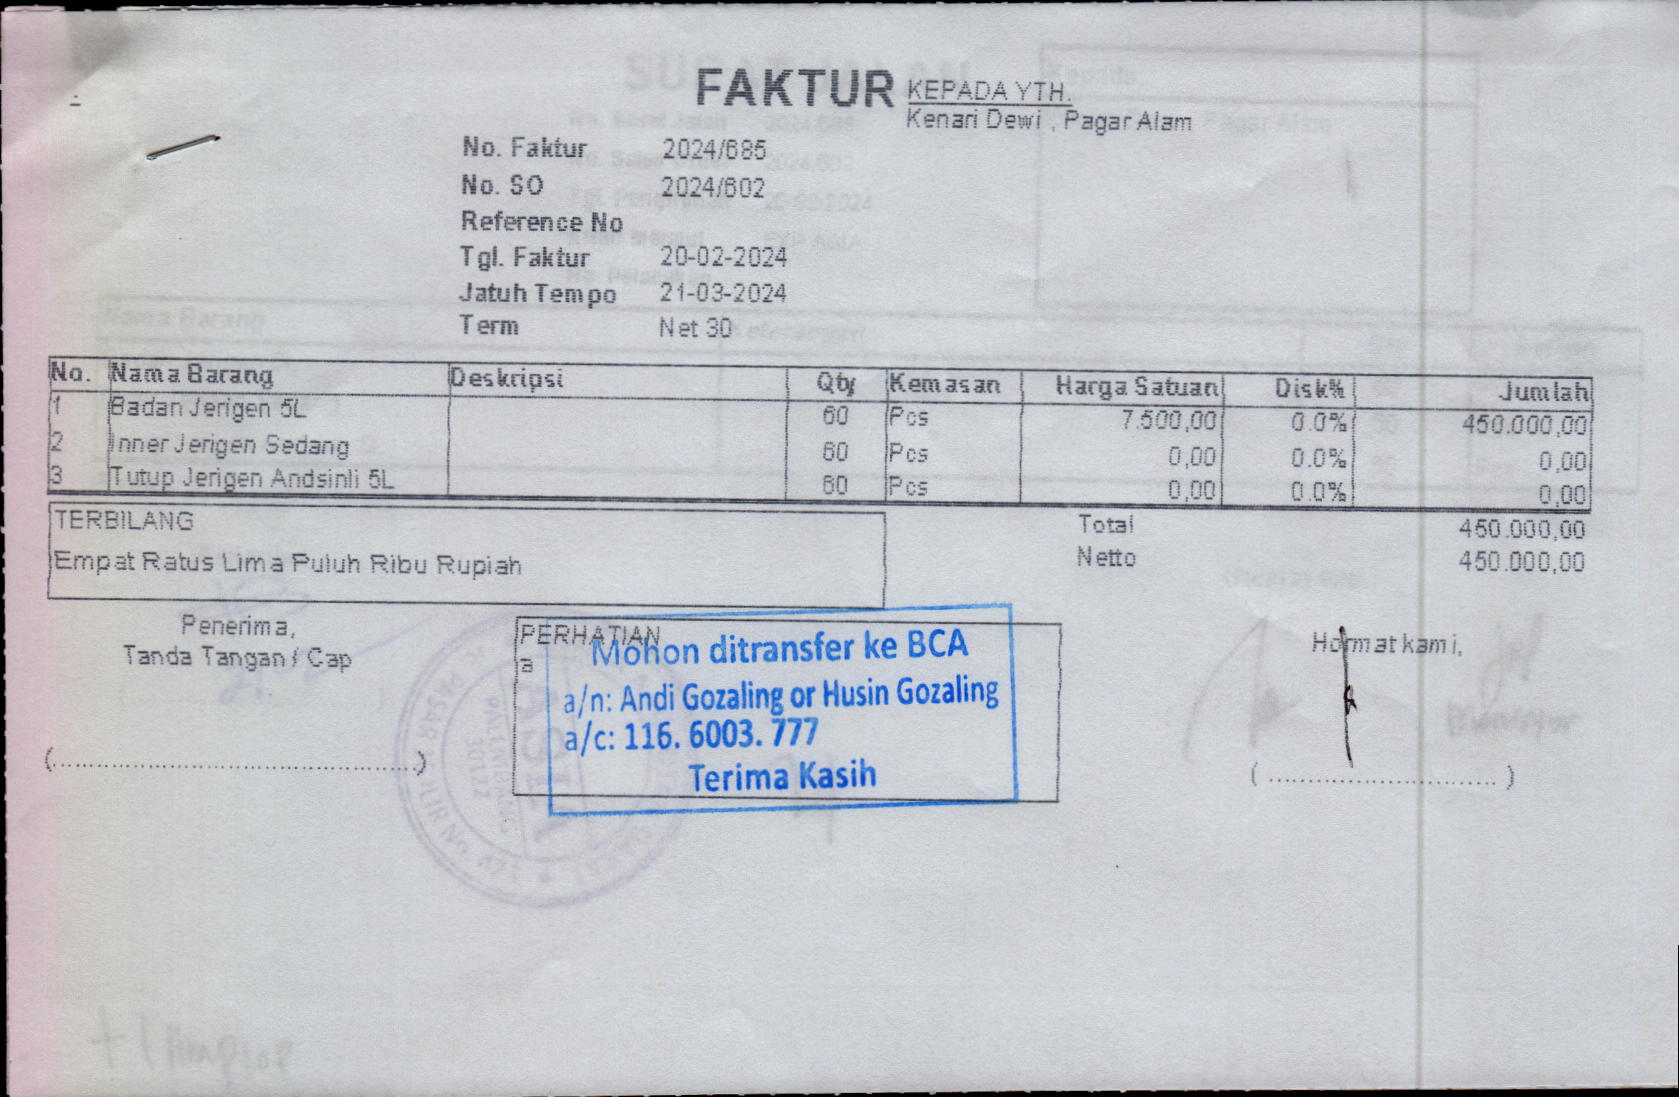 FAKTUR
KEPADA YTH.
Kenari Dewi , Pagar Alam
No. Faktur 2024/685
No. SO 2024/602
Reference No
Tgl. Faktur 20-02-2024
Jatuh Tempo 21-03-2024
Term Net 30
No. Nama Barang Deskripsi Qty Kemasan Harga Satuan Disk% Jumlah
1 Badan Jerigen 5L 60 Pcs 7.500,00 0.0% 450.000,00
2 Inner Jerigen Sedang 60 Pcs 0,00 0.0% 0,00
3 Tutup Jerigen Andsinli 5L 60 Pcs 0,00 0.0% 0,00
TERBILANG
Empat Ratus Lima Puluh Ribu Rupiah
Total 450.000,00
Netto 450.000,00
Penerima,
Tanda Tangan / Cap
(....................................................)
PERHATIAN
a
Mohon ditransfer ke BCA
a/n: Andi Gozaling or Husin Gozaling
a/c: 116. 6003. 777
Terima Kasih
Hormat kami,
( ................................ )